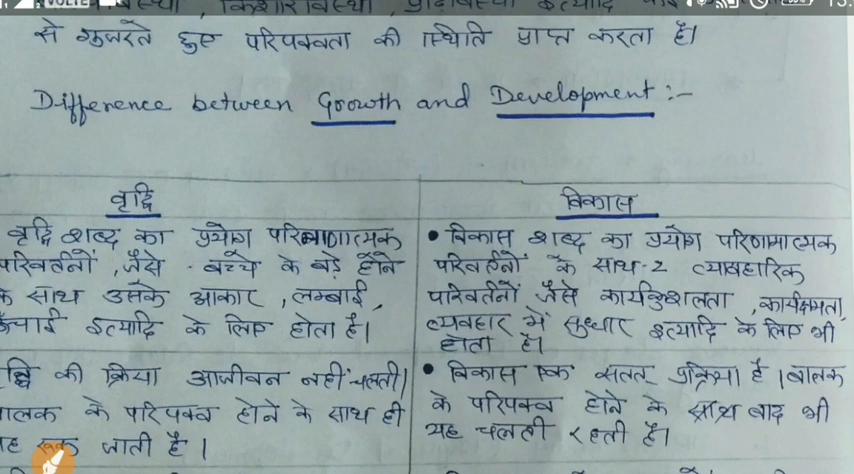 से गुजरते हुए परिपक्वता की स्थिति प्राप्त करता है।
Difference between Growth and Development :-
वृद्धि
वृद्धि शब्द का प्रयोग परिमाणात्मक
परिवर्तनों, जैसे - बच्चे के बड़े होने
के साथ उसके आकार, लम्बाई,
ऊँचाई इत्यादि के लिए होता है।
की क्रिया आजीवन नहीं चलती।
बालक के परिपक्व होने के साथ ही
यह रूक जाती है।
विकास
• विकास शब्द का प्रयोग परिणामात्मक
परिवर्तनों के साथ-2 व्यावहारिक
परिवर्तनों जैसे कार्यकुशलता, कार्यक्षमता,
व्यवहार में सुधार इत्यादि के लिए भी
होता है।
• विकास एक सतत् प्रक्रिया है। बालक
के परिपक्व होने के साथ बाद भी
यह चलती रहती है।